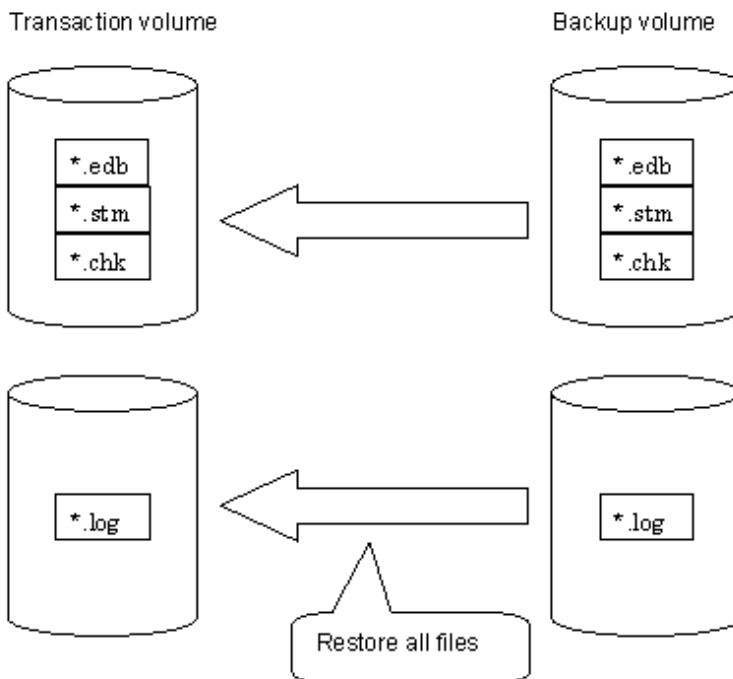 Transaction volume
Backup volume
*.edb
*.stm
*.chk
*.edb
*.stm
*.chk
*.log
*.log
Restore all files